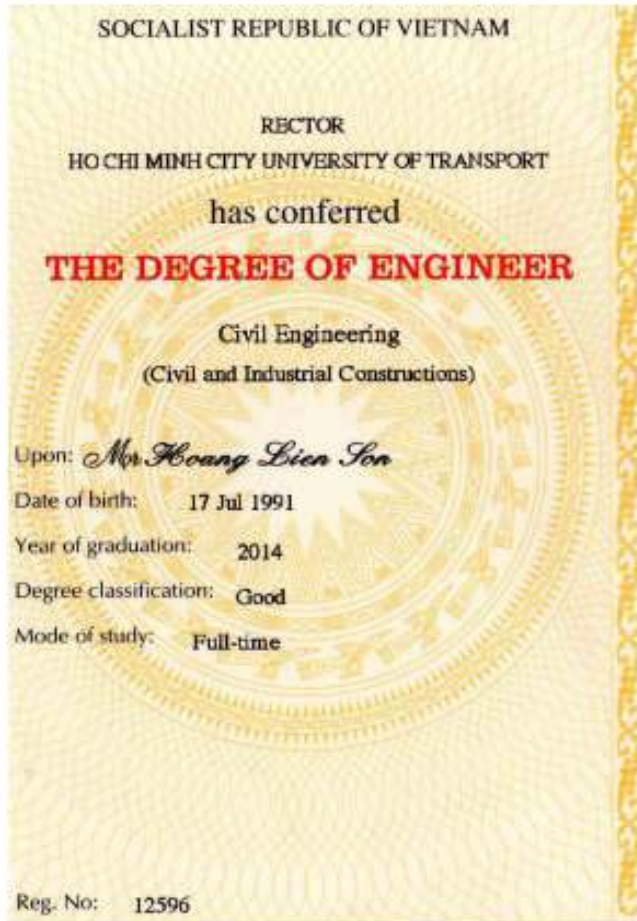 SOCIALIST REPUBLIC OF VIETNAM
RECTOR
HO CHI MINH CITY UNIVERSITY OF TRANSPORT
has conferred
THE DEGREE OF ENGINEER
Civil Engineering
(Civil and Industrial Constructions)
Upon: Mr Hoang Lien Son
Date of birth: 17 Jul 1991
Year of graduation: 2014
Degree classification: Good
Mode of study: Full-time
Reg. No: 12596